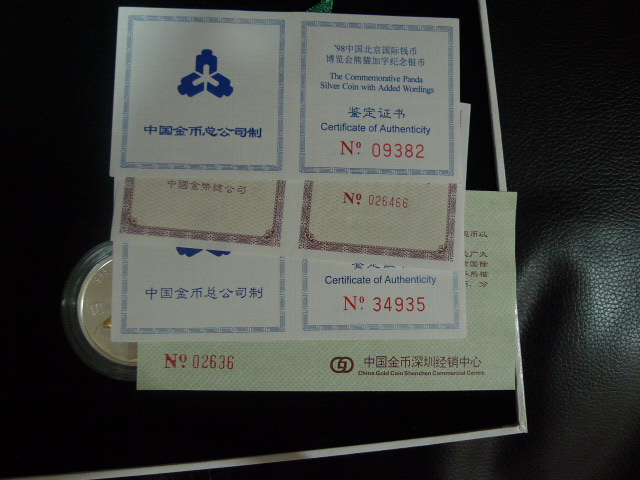 '98中国北京国际钱币
博览会熊猫加字纪念银币
The Commemorative Panda
Silver Coin with Added Wordings
鉴定证书
Certificate of Authenticity
中国金币总公司制
Nº 09382
中國金幣總公司
Nº 026466
Certificate of Authenticity
中国金币总公司制
Nº 34935
Nº 02636
中国金币深圳经销中心
China Gold Coin Shenzhen Commercial Centre